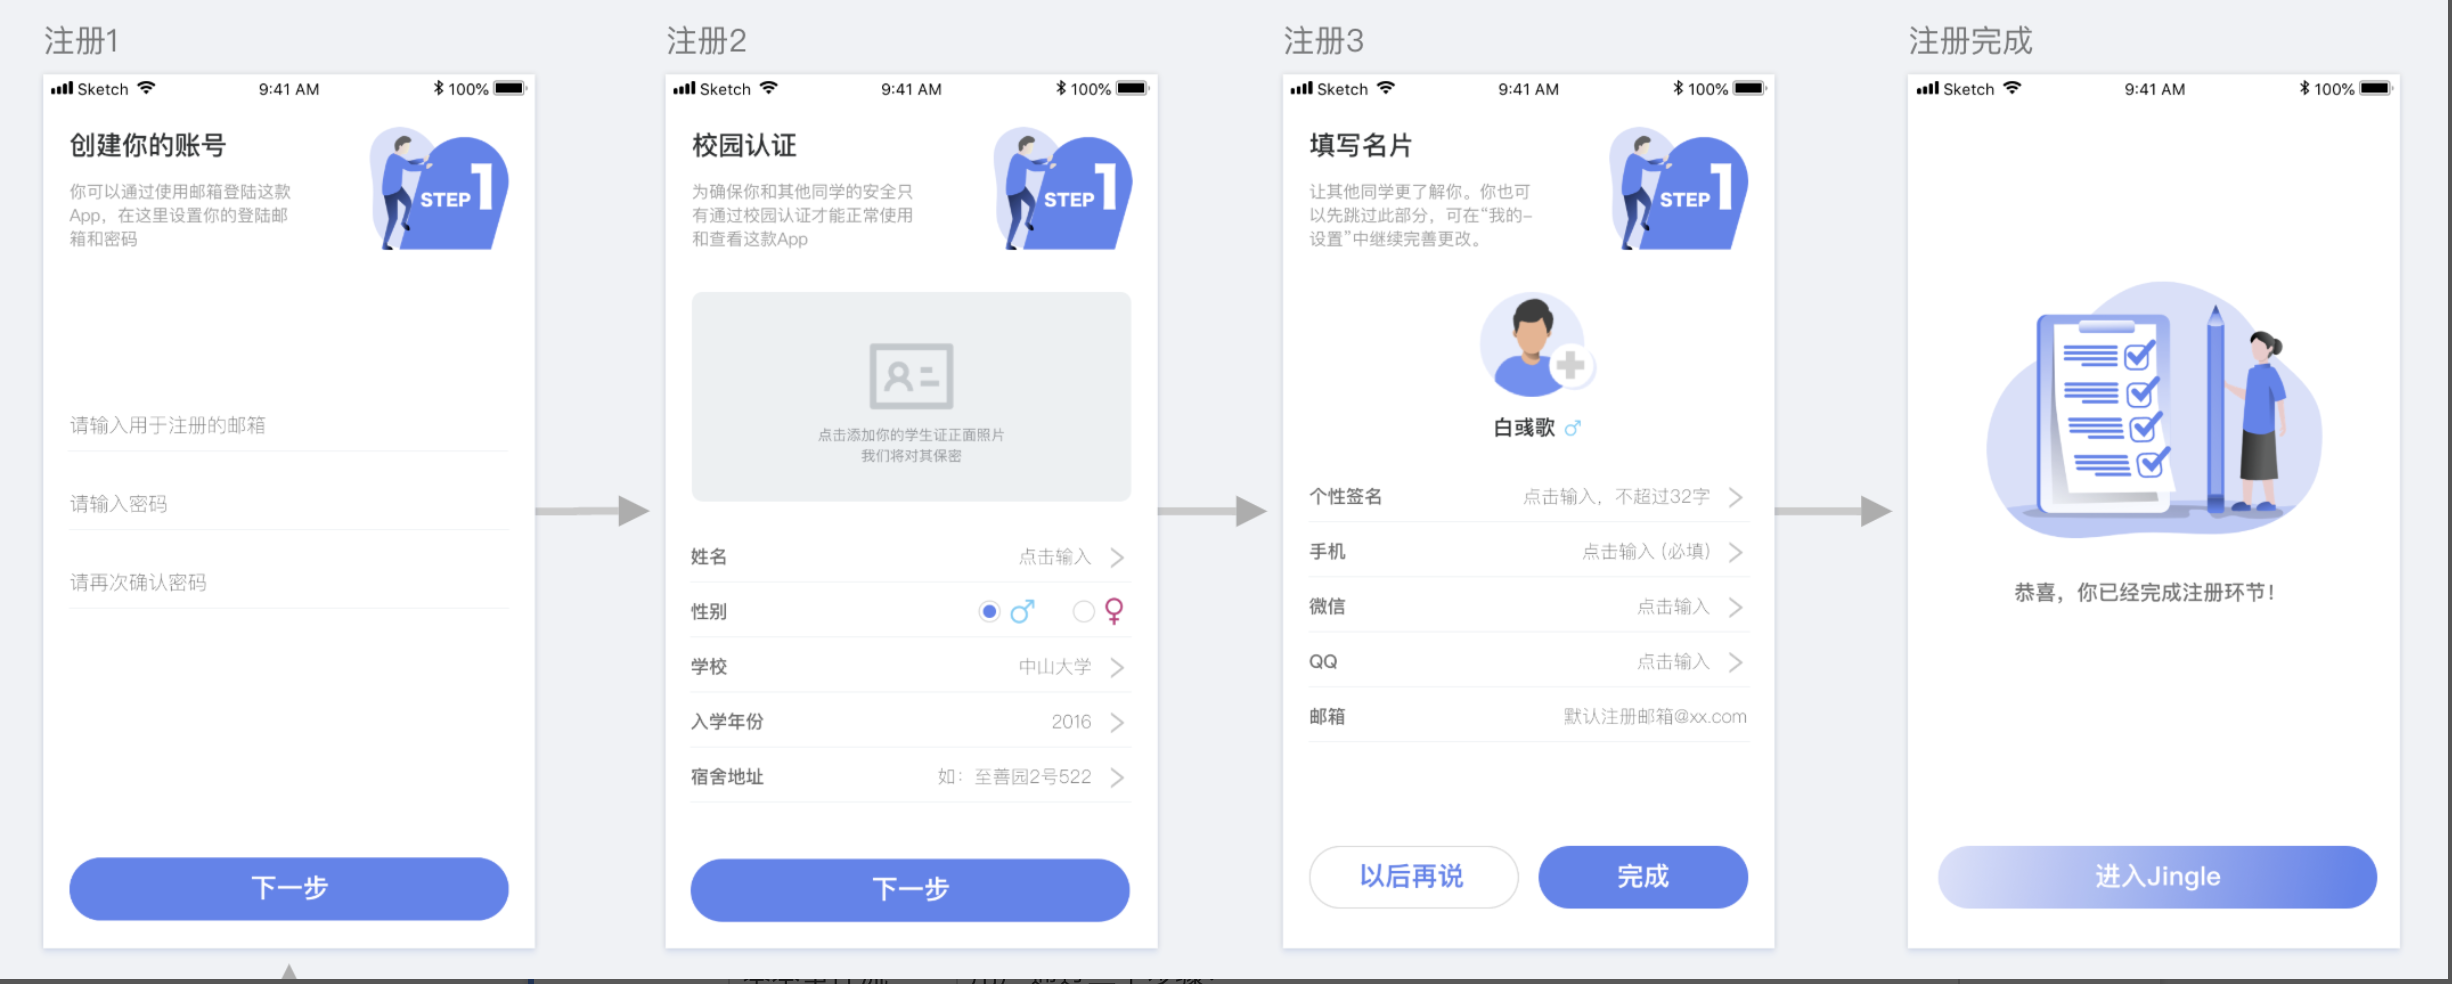 注册1
Sketch 9:41 AM 100%
创建你的账号
你可以通过使用邮箱登陆这款
App，在这里设置你的登陆邮
箱和密码
STEP 1
请输入用于注册的邮箱
请输入密码
请再次确认密码
下一步
注册2
Sketch 9:41 AM 100%
校园认证
为确保你和其他同学的安全只
有通过校园认证才能正常使用
和查看这款App
STEP 1
点击添加你的学生证正面照片
我们将对其保密
姓名 点击输入
性别
学校 中山大学
入学年份 2016
宿舍地址 如：至善园2号522
下一步
注册3
Sketch 9:41 AM 100%
填写名片
让其他同学更了解你。你也可
以先跳过此部分，可在“我的-
设置”中继续完善更改。
STEP 1
白彧歌
个性签名 点击输入，不超过32字
手机 点击输入 (必填)
微信 点击输入
QQ 点击输入
邮箱 默认注册邮箱@xx.com
以后再说 完成
注册完成
Sketch 9:41 AM 100%
恭喜，你已经完成注册环节！
进入Jingle